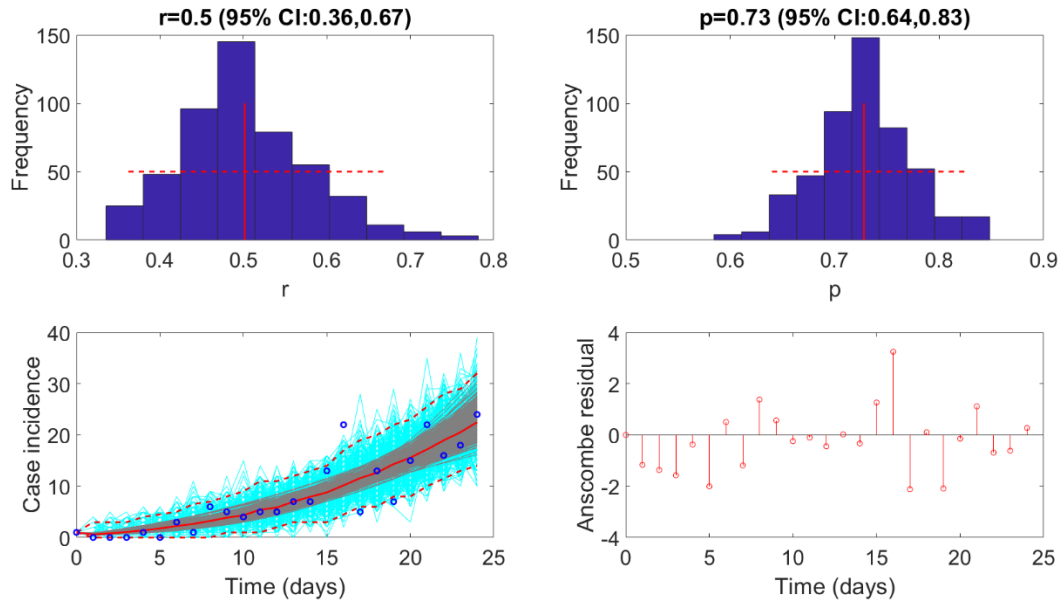 r=0.5 (95% CI:0.36,0.67)
150
100
50
0
Frequency
0.3 0.4 0.5 0.6 0.7 0.8
r
p=0.73 (95% CI:0.64,0.83)
150
100
50
0
Frequency
0.5 0.6 0.7 0.8 0.9
p
40
30
20
10
0
Case incidence
0 5 10 15 20 25
Time (days)
4
2
0
-2
-4
Anscombe residual
0 5 10 15 20 25
Time (days)